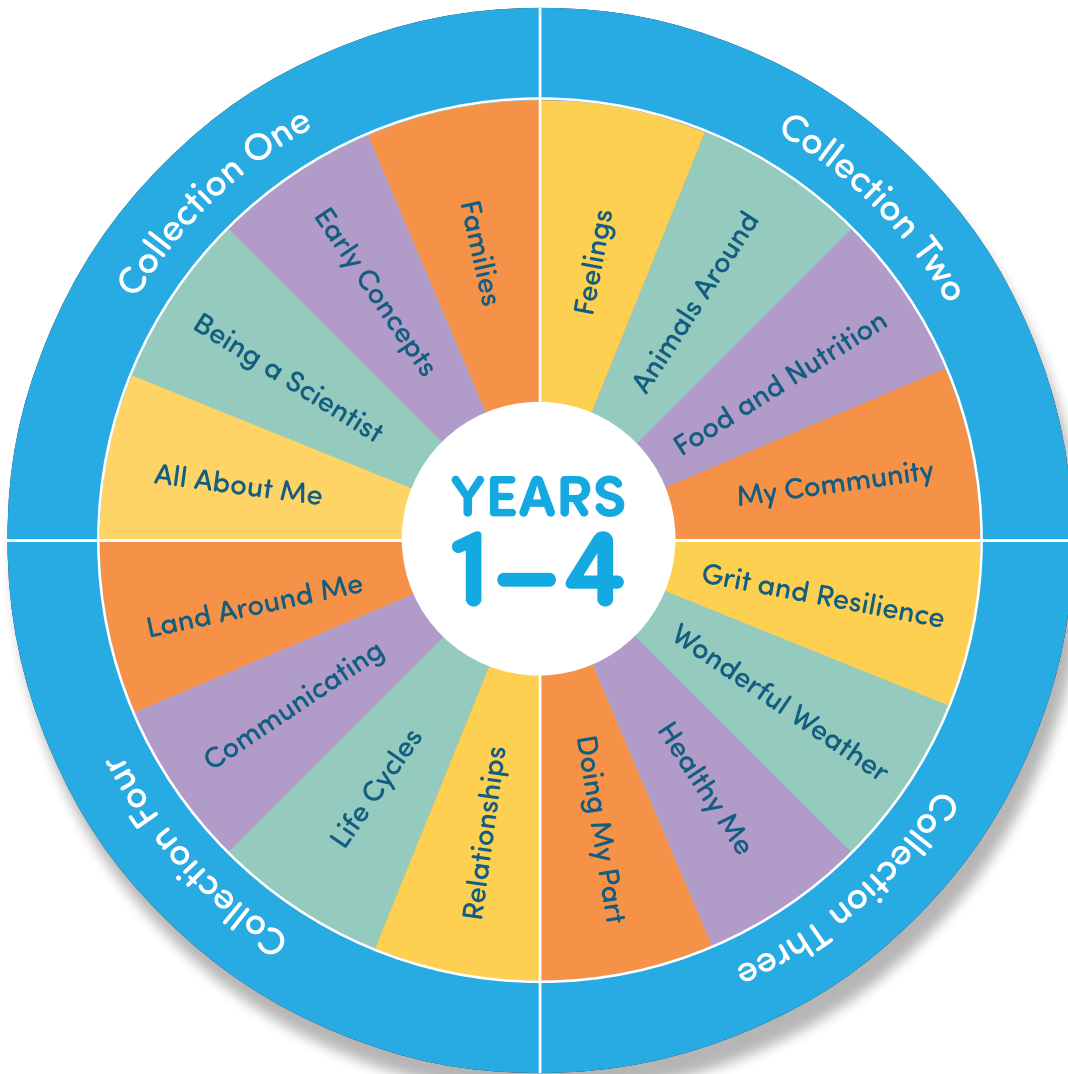 YEARS
1–4
Collection One
All About Me
Being a Scientist
Early Concepts
Families
Collection Two
Feelings
Animals Around
Food and Nutrition
My Community
Collection Three
Grit and Resilience
Wonderful Weather
Healthy Me
Doing My Part
Collection Four
Relationships
Life Cycles
Communicating
Land Around Me